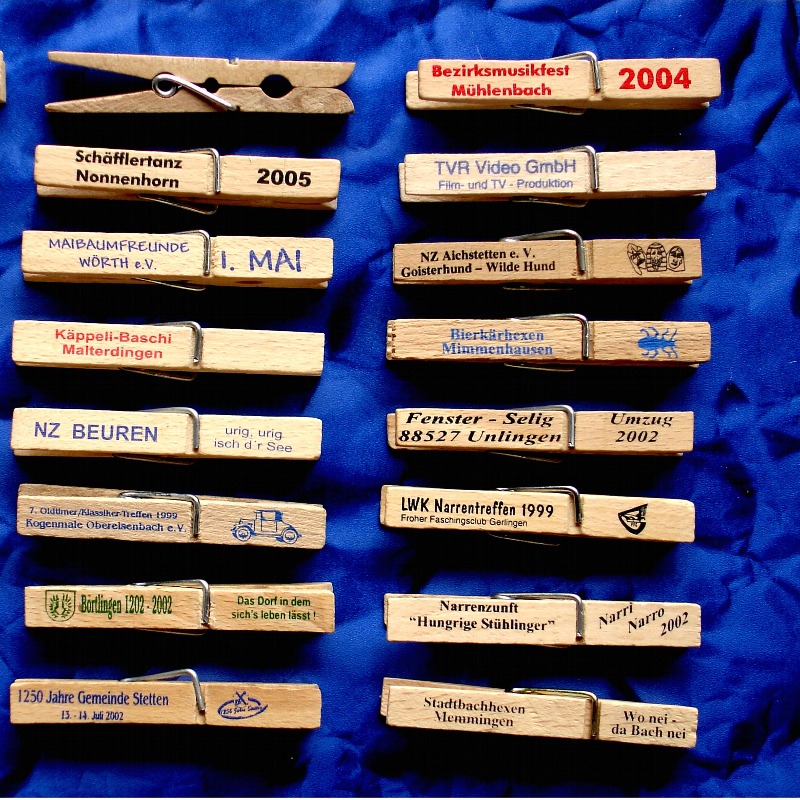 Schäfflertanz
Nonnenhorn
2005
MAIBAUMFREUNDE
WÖRTH e.V.
1. MAI
Käppeli-Baschi
Malterdingen
NZ BEUREN
urig, urig
isch d'r See
7. Oldtimer/Klassiker-Treffen 1999
Kogenmale Obereisenbach e.V.
Börtlingen 1202 - 2002
Das Dorf in dem
sich's leben lässt !
1250 Jahre Gemeinde Stetten
13. - 14. Juli 2002
Bezirksmusikfest
Mühlenbach
2004
TVR Video GmbH
Film- und TV - Produktion
NZ Aichstetten e. V.
Goisterhund – Wilde Hund
Bierkärhexen
Mimmenhausen
Fenster - Selig
88527 Unlingen
Umzug
2002
LWK Narrentreffen 1999
Froher Faschingsclub Gerlingen
Narrenzunft
"Hungrige Stühlinger"
Narri
Narro
2002
Stadtbachhexen
Memmingen
Wo nei -
da Bach nei